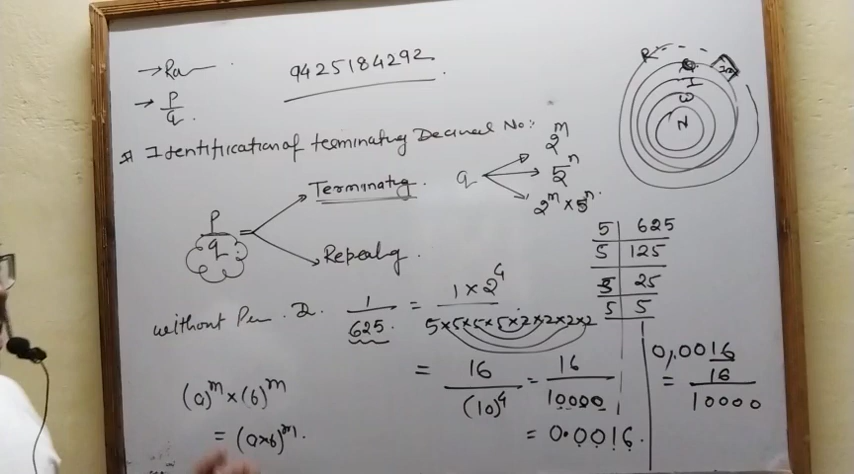 → Ra
9425184292
→ P/q
R
Q
I
W
N
* Identification of terminating Decimal No:
P/q
Terminatg.
Repeatg.
q
2^m
5^n
2^m × 5^n.
5 | 625
5 | 125
5 | 25
5 | 5
1
1/625. = 1 × 2^4 / 5×5×5×5×2×2×2×2
= 16/(10)^4 = 16/10000
= 0.0016.
0,0016
= 16/10000
(a)^m × (b)^m
= (a×b)^m.
without